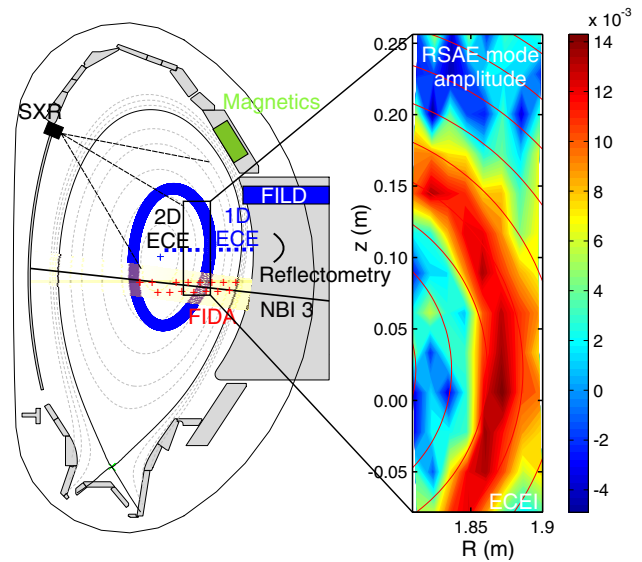 SXR
Magnetics
FILD
2D
ECE
1D
ECE
Reflectometry
NBI 3
FIDA
RSAE mode
amplitude
ECEI
0.25
0.20
0.15
0.10
0.05
0.00
-0.05
z (m)
1.85
1.9
R (m)
x 10⁻³
14
12
10
8
6
4
2
0
-2
-4